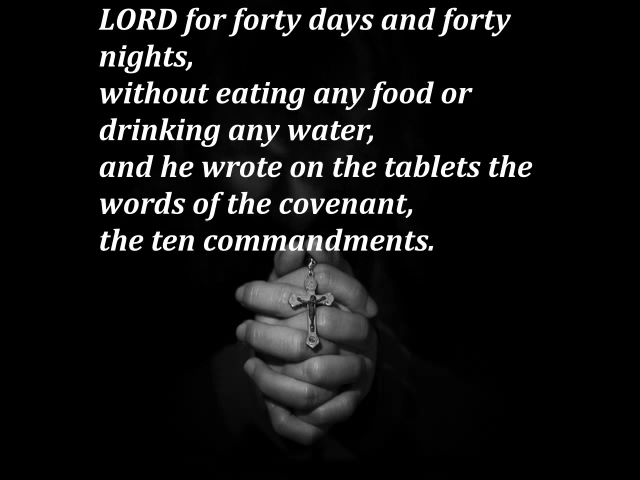 LORD for forty days and forty
nights,
without eating any food or
drinking any water,
and he wrote on the tablets the
words of the covenant,
the ten commandments.